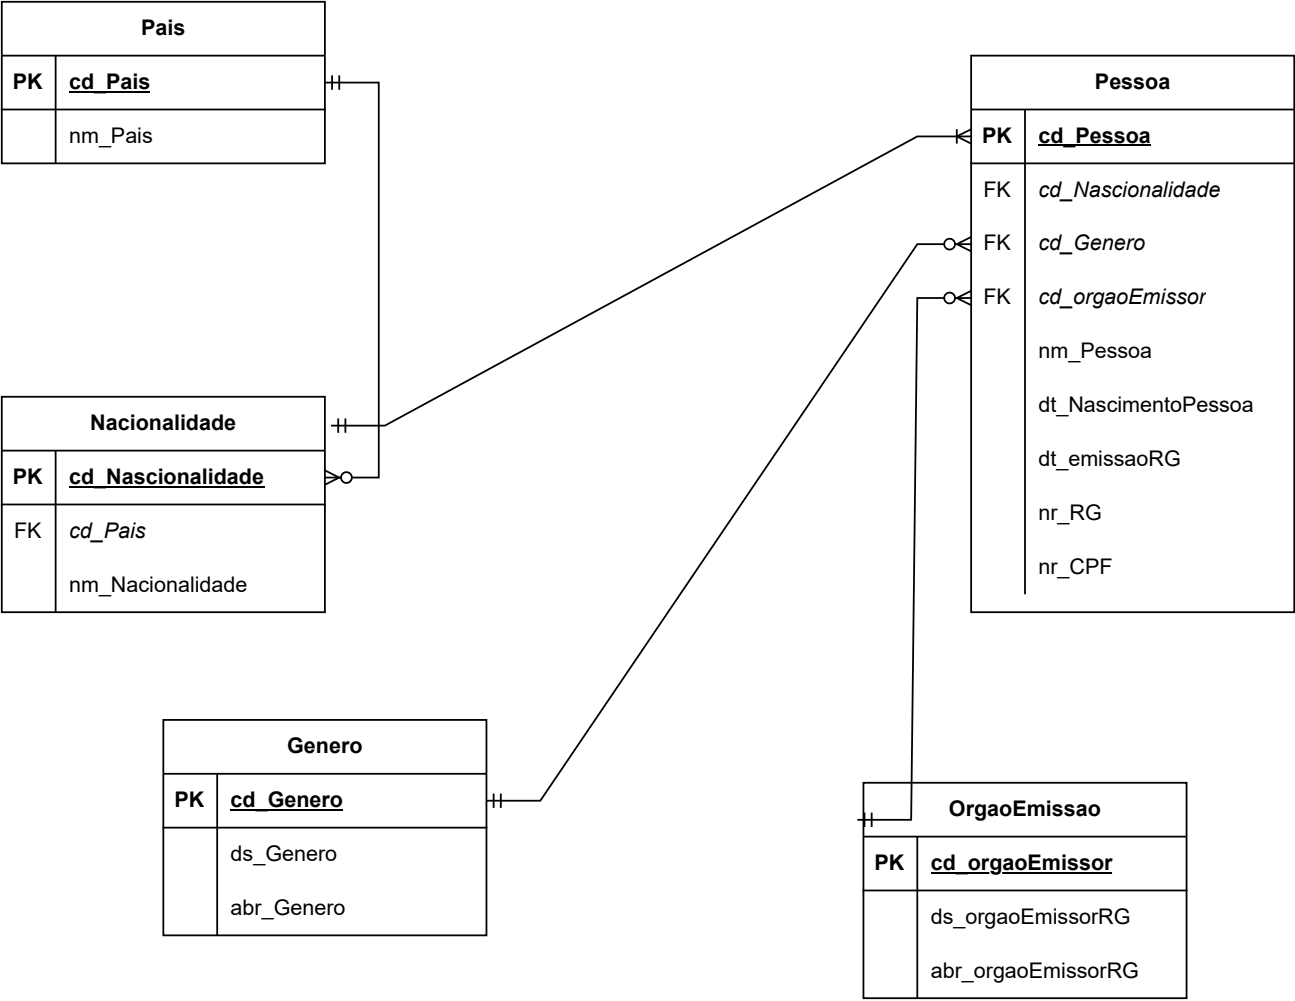 Pais
PK cd_Pais
nm_Pais
Pessoa
PK cd_Pessoa
FK cd_Nascionalidade
FK cd_Genero
FK cd_orgaoEmissor
nm_Pessoa
dt_NascimentoPessoa
dt_emissaoRG
nr_RG
nr_CPF
Nacionalidade
PK cd_Nascionalidade
FK cd_Pais
nm_Nacionalidade
Genero
PK cd_Genero
ds_Genero
abr_Genero
OrgaoEmissao
PK cd_orgaoEmissor
ds_orgaoEmissorRG
abr_orgaoEmissorRG